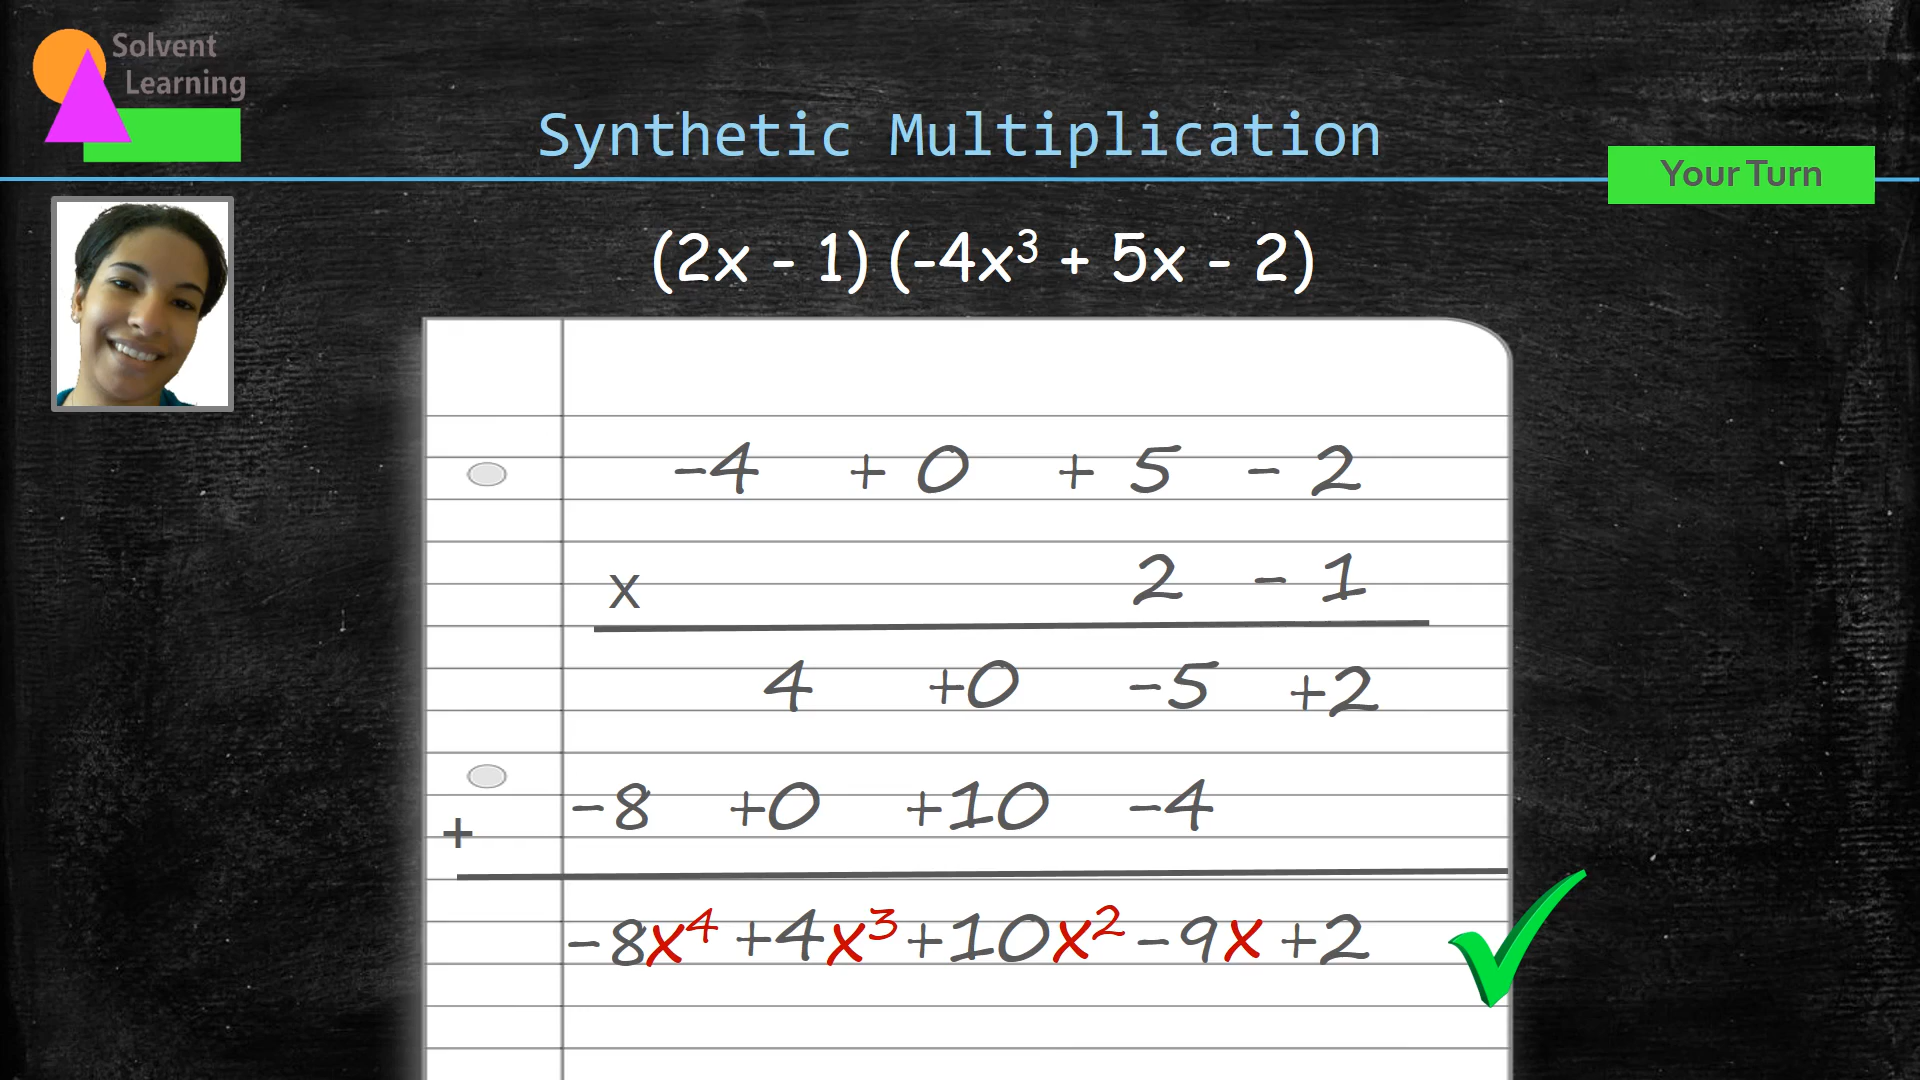 Solvent
Learning
Synthetic Multiplication
Your Turn
(2x - 1) (-4x³ + 5x - 2)
-4 + 0 + 5 - 2
x 2 - 1
4 +0 -5 +2
+ -8 +0 +10 -4
-8x⁴ +4x³ +10x² -9x +2